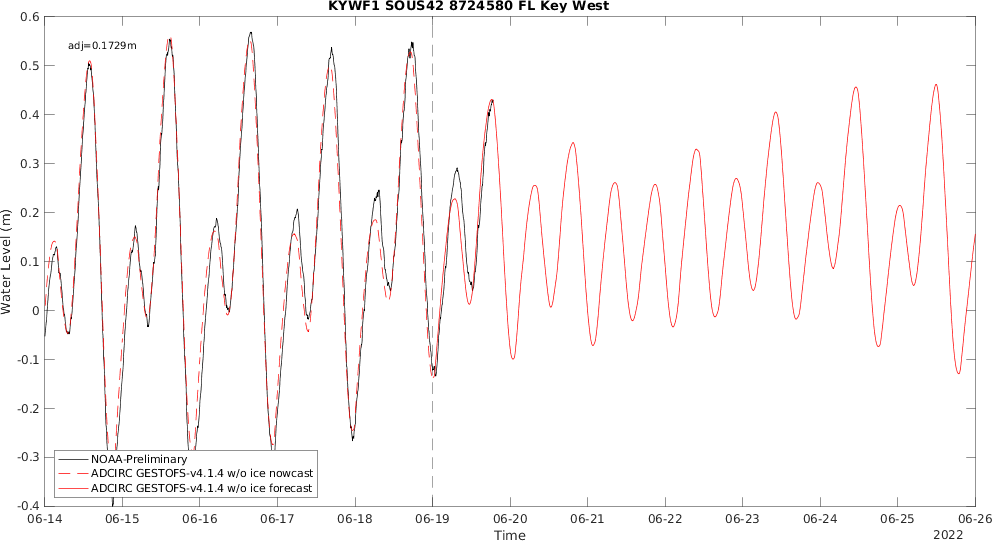 KYWF1 SOUS42 8724580 FL Key West
0.6
adj=0.1729m
0.5
0.4
0.3
0.2
0.1
0
-0.1
-0.2
-0.3
-0.4
Water Level (m)
NOAA-Preliminary
ADCIRC GESTOFS-v4.1.4 w/o ice nowcast
ADCIRC GESTOFS-v4.1.4 w/o ice forecast
06-14 06-15 06-16 06-17 06-18 06-19 06-20 06-21 06-22 06-23 06-24 06-25 06-26
Time
2022